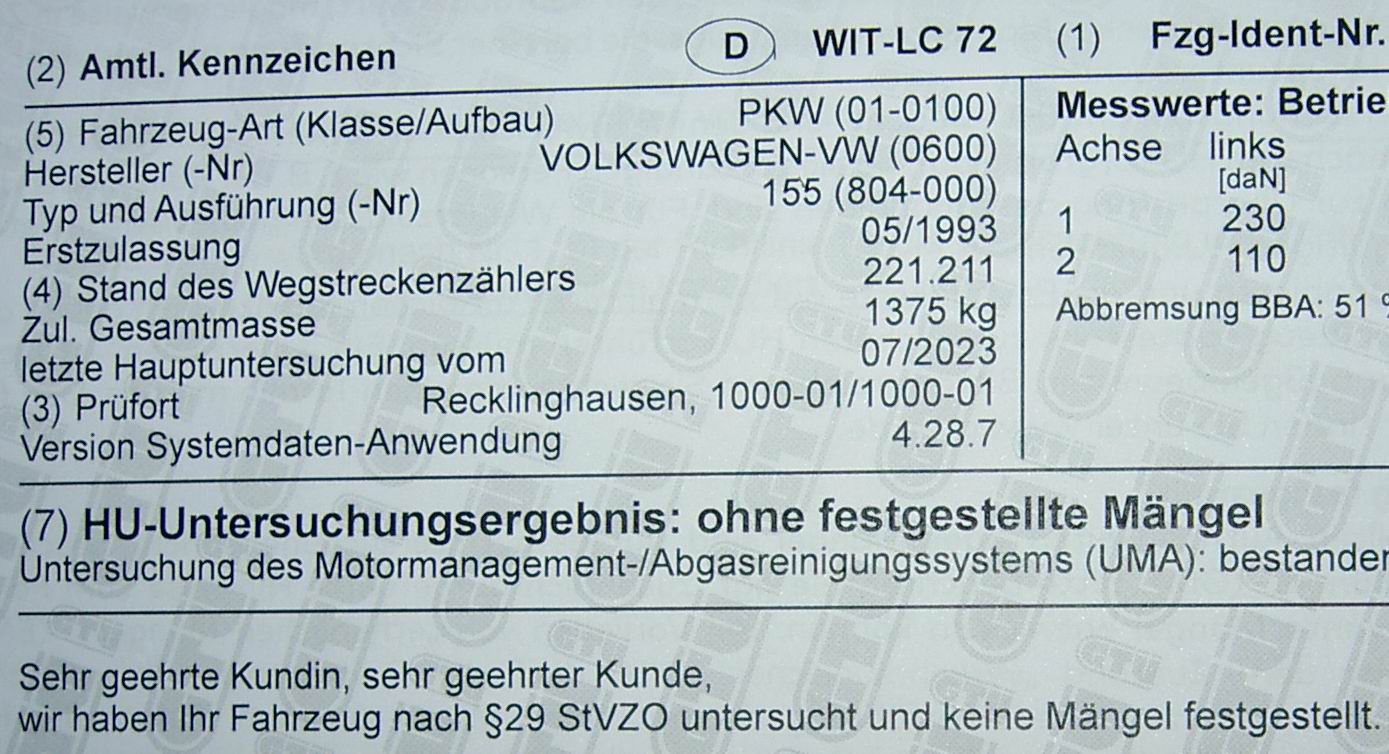 (2) Amtl. Kennzeichen D WIT-LC 72 (1) Fzg-Ident-Nr.
(5) Fahrzeug-Art (Klasse/Aufbau) PKW (01-0100)
Hersteller (-Nr) VOLKSWAGEN-VW (0600)
Typ und Ausführung (-Nr) 155 (804-000)
Erstzulassung 05/1993
(4) Stand des Wegstreckenzählers 221.211
Zul. Gesamtmasse 1375 kg
letzte Hauptuntersuchung vom 07/2023
(3) Prüfort Recklinghausen, 1000-01/1000-01
Version Systemdaten-Anwendung 4.28.7
Messwerte: Betrie
Achse links
[daN]
1 230
2 110
Abbremsung BBA: 51 %
(7) HU-Untersuchungsergebnis: ohne festgestellte Mängel
Untersuchung des Motormanagement-/Abgasreinigungssystems (UMA): bestanden
Sehr geehrte Kundin, sehr geehrter Kunde,
wir haben Ihr Fahrzeug nach §29 StVZO untersucht und keine Mängel festgestellt.